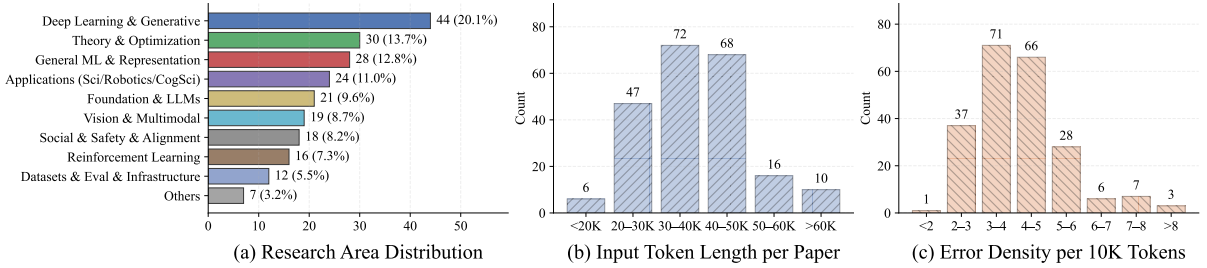 Deep Learning & Generative
44 (20.1%)
Theory & Optimization
30 (13.7%)
General ML & Representation
28 (12.8%)
Applications (Sci/Robotics/CogSci)
24 (11.0%)
Foundation & LLMs
21 (9.6%)
Vision & Multimodal
19 (8.7%)
Social & Safety & Alignment
18 (8.2%)
Reinforcement Learning
16 (7.3%)
Datasets & Eval & Infrastructure
12 (5.5%)
Others
7 (3.2%)
0 10 20 30 40 50
(a) Research Area Distribution
Count
80
60
40
20
0
6
47
72
68
16
10
<20K 20–30K 30–40K 40–50K 50–60K >60K
(b) Input Token Length per Paper
Count
80
60
40
20
0
1
37
71
66
28
6
7
3
<2 2–3 3–4 4–5 5–6 6–7 7–8 >8
(c) Error Density per 10K Tokens